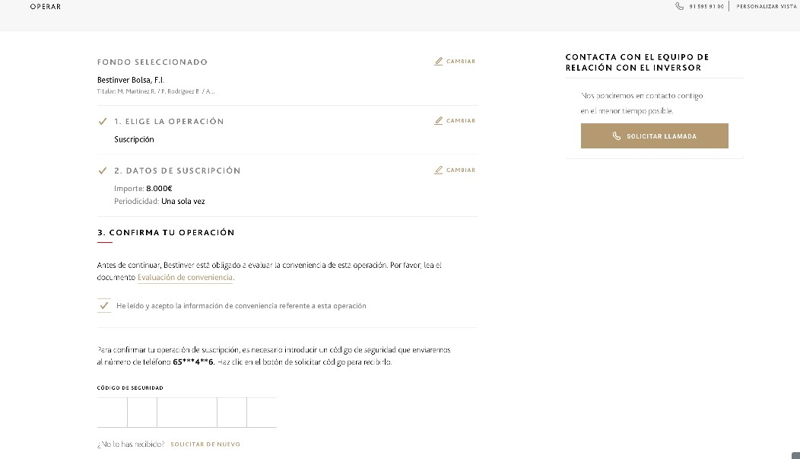 OPERAR
91 595 91 00
PERSONALIZAR VISTA
FONDO SELECCIONADO
CAMBIAR
Bestinver Bolsa, F.I.
Titular: M. Martinez R. / F. Rodriguez P. / A...
1. ELIGE LA OPERACIÓN
CAMBIAR
Suscripción
2. DATOS DE SUSCRIPCIÓN
CAMBIAR
Importe: 8.000€
Periodicidad: Una sola vez
3. CONFIRMA TU OPERACIÓN
Antes de continuar, Bestinver está obligado a evaluar la conveniencia de esta operación. Por favor, lea el
documento Evaluación de conveniencia.
He leído y acepto la información de conveniencia referente a esta operación
Para confirmar tu operación de suscripción, es necesario introducir un código de seguridad que enviaremos
al número de teléfono 65***4**6. Haz clic en el botón de solicitar código para recibirlo.
CÓDIGO DE SEGURIDAD
¿No lo has recibido? SOLICITAR DE NUEVO
CONTACTA CON EL EQUIPO DE
RELACIÓN CON EL INVERSOR
Nos pondremos en contacto contigo
en el menor tiempo posible.
SOLICITAR LLAMADA